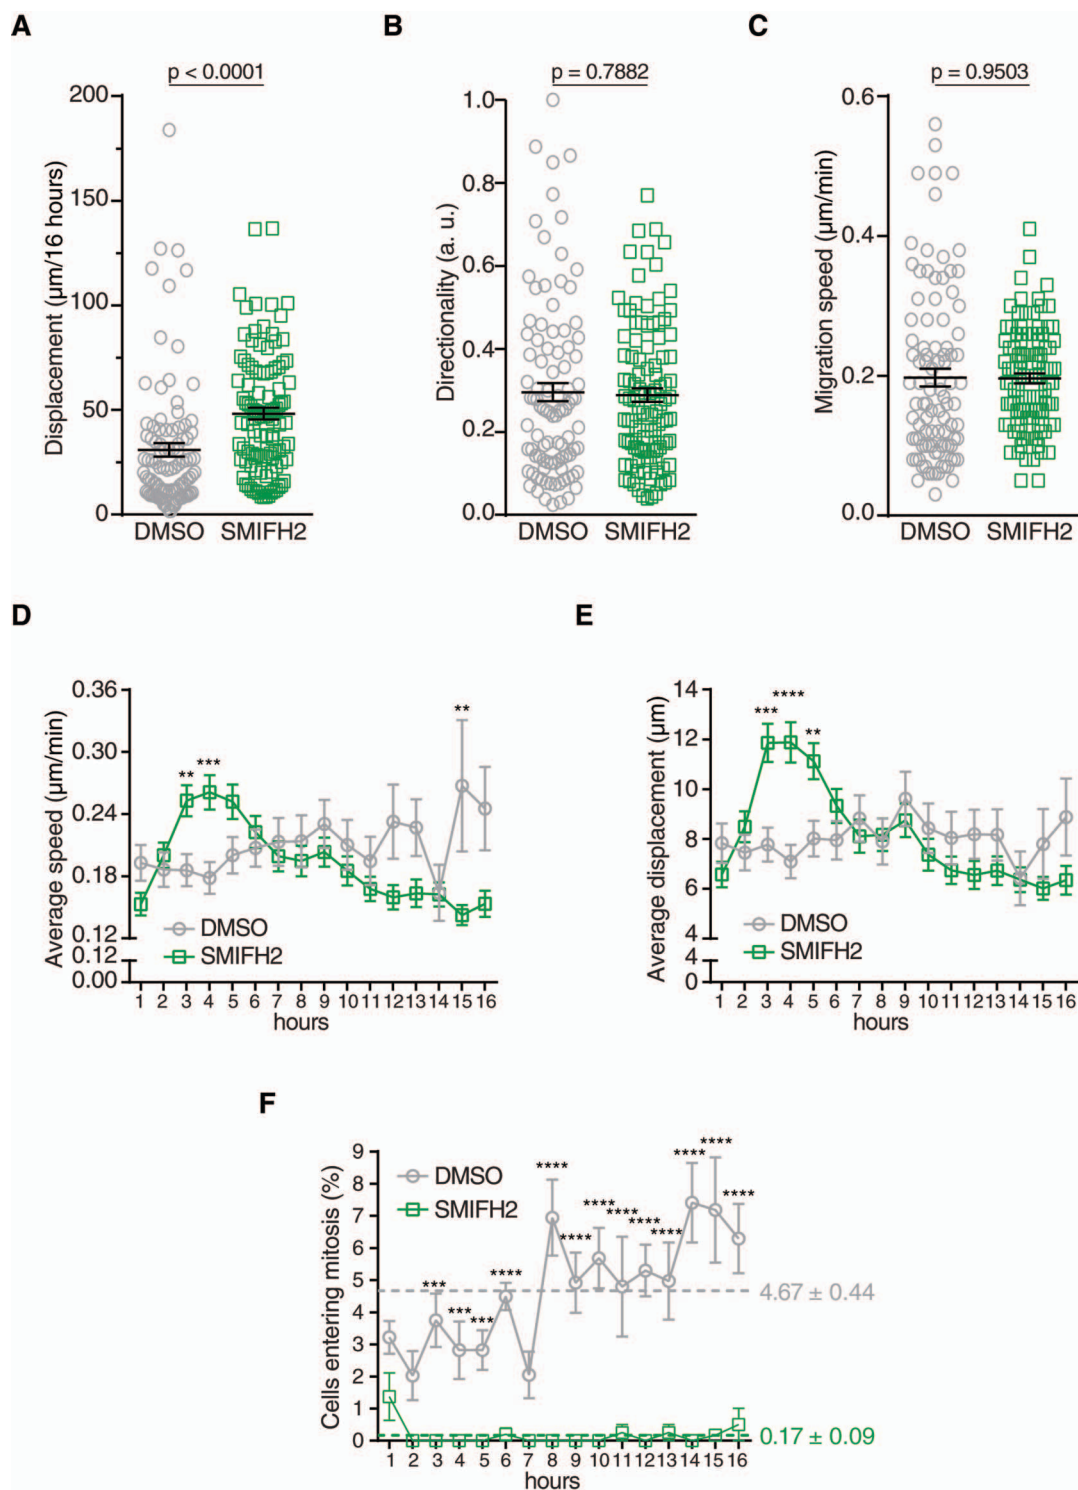 A
B
C
p < 0.0001
p = 0.7882
p = 0.9503
Displacement (μm/16 hours)
200
150
100
50
0
DMSO SMIFH2
Directionality (a. u.)
1.0
0.8
0.6
0.4
0.2
0.0
DMSO SMIFH2
Migration speed (μm/min)
0.6
0.4
0.2
0.0
DMSO SMIFH2
D
E
Average speed (μm/min)
0.36
0.30
0.24
0.18
0.12
0.12
0.00
** *** **
DMSO
SMIFH2
1 2 3 4 5 6 7 8 9 10 11 12 13 14 15 16
hours
Average displacement (μm)
14
12
10
8
6
4
4
0
*** **** **
DMSO
SMIFH2
1 2 3 4 5 6 7 8 9 10 11 12 13 14 15 16
hours
F
Cells entering mitosis (%)
9
8
7
6
5
4
3
2
1
0
DMSO
SMIFH2
*** *** *** **** **** **** **** **** **** **** **** **** ****
4.67 ± 0.44
0.17 ± 0.09
1 2 3 4 5 6 7 8 9 10 11 12 13 14 15 16
hours